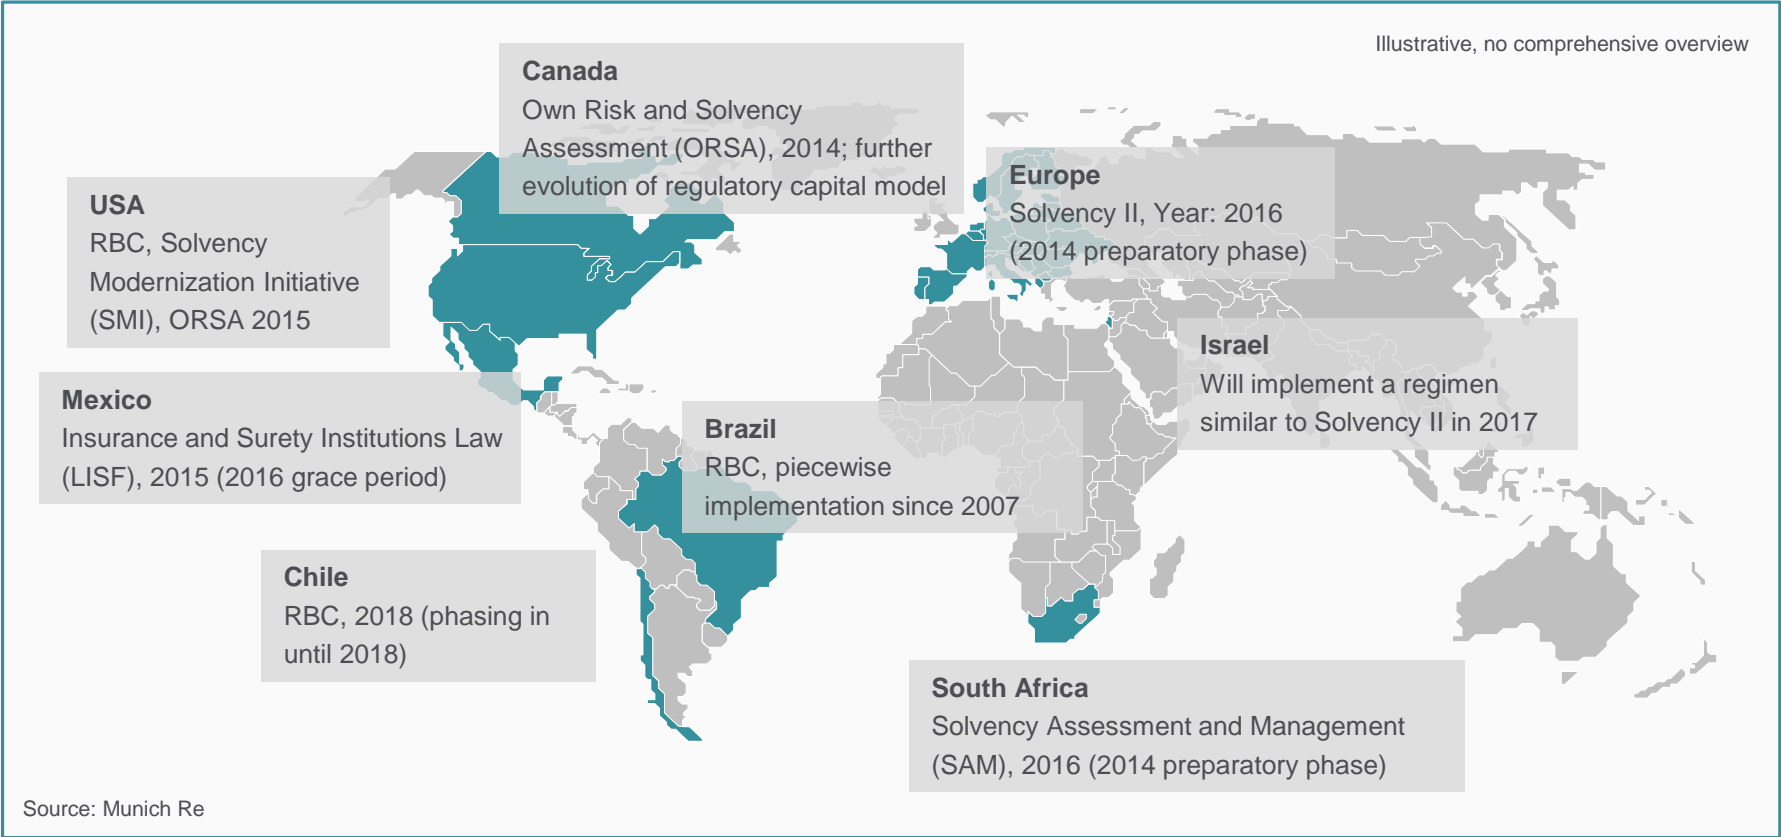 Illustrative, no comprehensive overview
Canada
Own Risk and Solvency
Assessment (ORSA), 2014; further
evolution of regulatory capital model
Europe
Solvency II, Year: 2016
(2014 preparatory phase)
USA
RBC, Solvency
Modernization Initiative
(SMI), ORSA 2015
Israel
Will implement a regimen
similar to Solvency II in 2017
Mexico
Insurance and Surety Institutions Law
(LISF), 2015 (2016 grace period)
Brazil
RBC, piecewise
implementation since 2007
Chile
RBC, 2018 (phasing in
until 2018)
South Africa
Solvency Assessment and Management
(SAM), 2016 (2014 preparatory phase)
Source: Munich Re